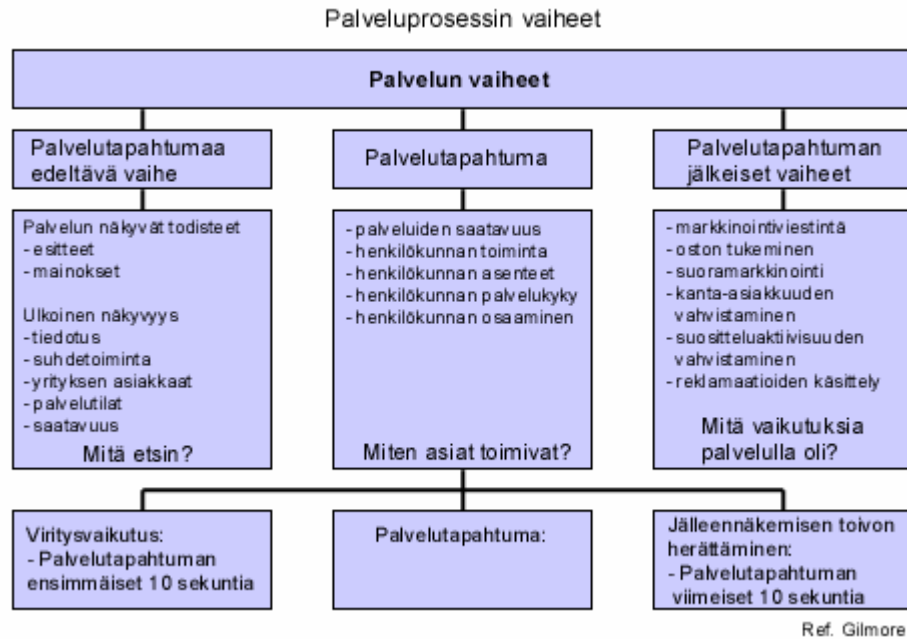 Palveluprosessin vaiheet
Palvelun vaiheet
Palvelutapahtumaa
edeltävä vaihe
Palvelun näkyvät todisteet
- esitteet
- mainokset
Ulkoinen näkyvyys
- tiedotus
- suhdetoiminta
- yrityksen asiakkaat
- palvelutilat
- saatavuus
Mitä etsin?
Palvelutapahtuma
- palveluiden saatavuus
- henkilökunnan toiminta
- henkilökunnan asenteet
- henkilökunnan palvelukyky
- henkilökunnan osaaminen
Miten asiat toimivat?
Palvelutapahtuman
jälkeiset vaiheet
- markkinointiviestintä
- oston tukeminen
- suoramarkkinointi
- kanta-asiakkuuden
vahvistaminen
- suositteluaktiivisuuden
vahvistaminen
- reklamaatioiden käsittely
Mitä vaikutuksia
palvelulla oli?
Viritysvaikutus:
- Palvelutapahtuman
ensimmäiset 10 sekuntia
Palvelutapahtuma:
Jälleennäkemisen toivon
herättäminen:
- Palvelutapahtuman
viimeiset 10 sekuntia
Ref. Gilmore